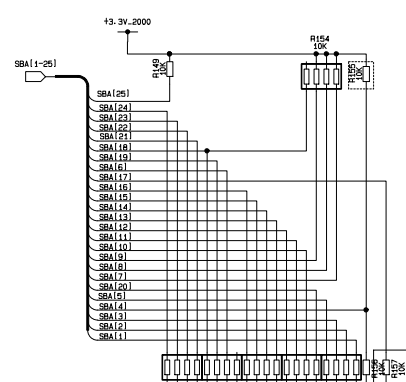 +3.3V_2000
R154
10K
SBA[1-25]
R149
10K
R155
10K
SBA[25]
SBA[24]
SBA[23]
SBA[22]
SBA[21]
SBA[18]
SBA[19]
SBA[6]
SBA[17]
SBA[16]
SBA[15]
SBA[14]
SBA[13]
SBA[12]
SBA[11]
SBA[10]
SBA[9]
SBA[8]
SBA[7]
SBA[20]
SBA[5]
SBA[4]
SBA[3]
SBA[2]
SBA[1]
R156
10K
R157
10K